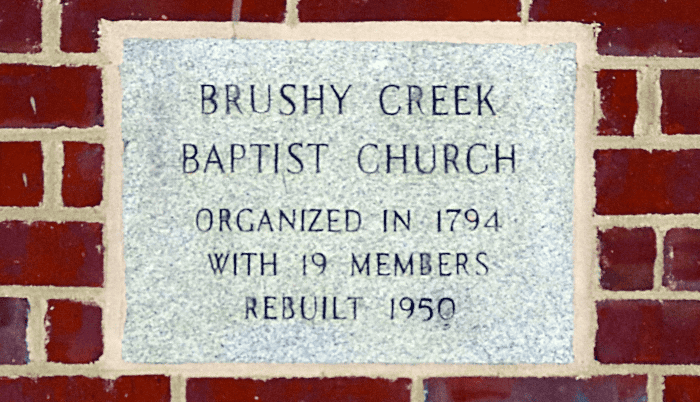 BRUSHY CREEK
BAPTIST CHURCH
ORGANIZED IN 1794
WITH 19 MEMBERS
REBUILT 1950